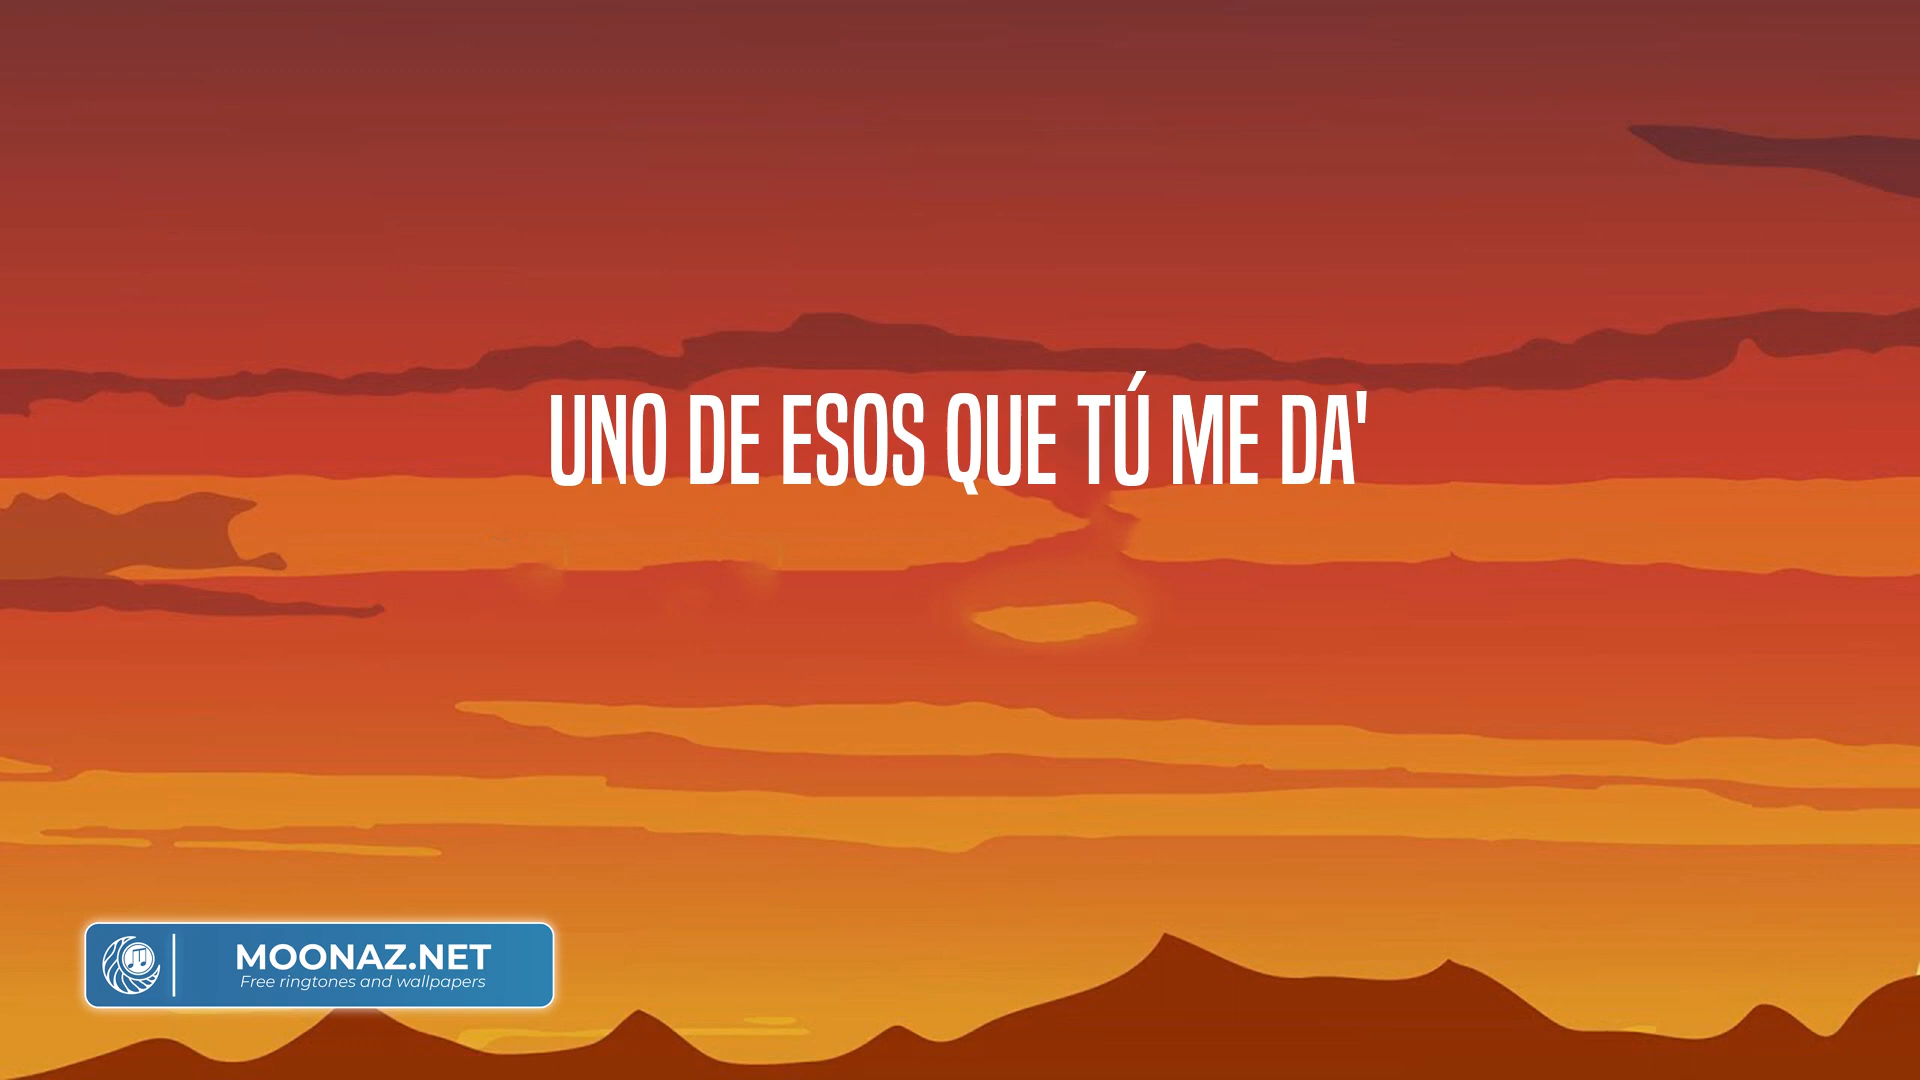 UNO DE ESOS QUE TÚ ME DA'
MOONAZ.NET
Free ringtones and wallpapers